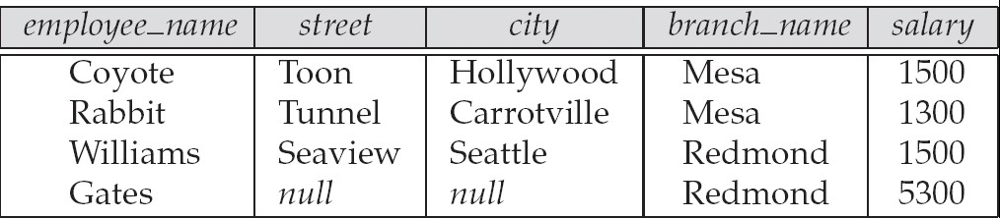 employee_name street city branch_name salary
Coyote Toon Hollywood Mesa 1500
Rabbit Tunnel Carrotville Mesa 1300
Williams Seaview Seattle Redmond 1500
Gates null null Redmond 5300